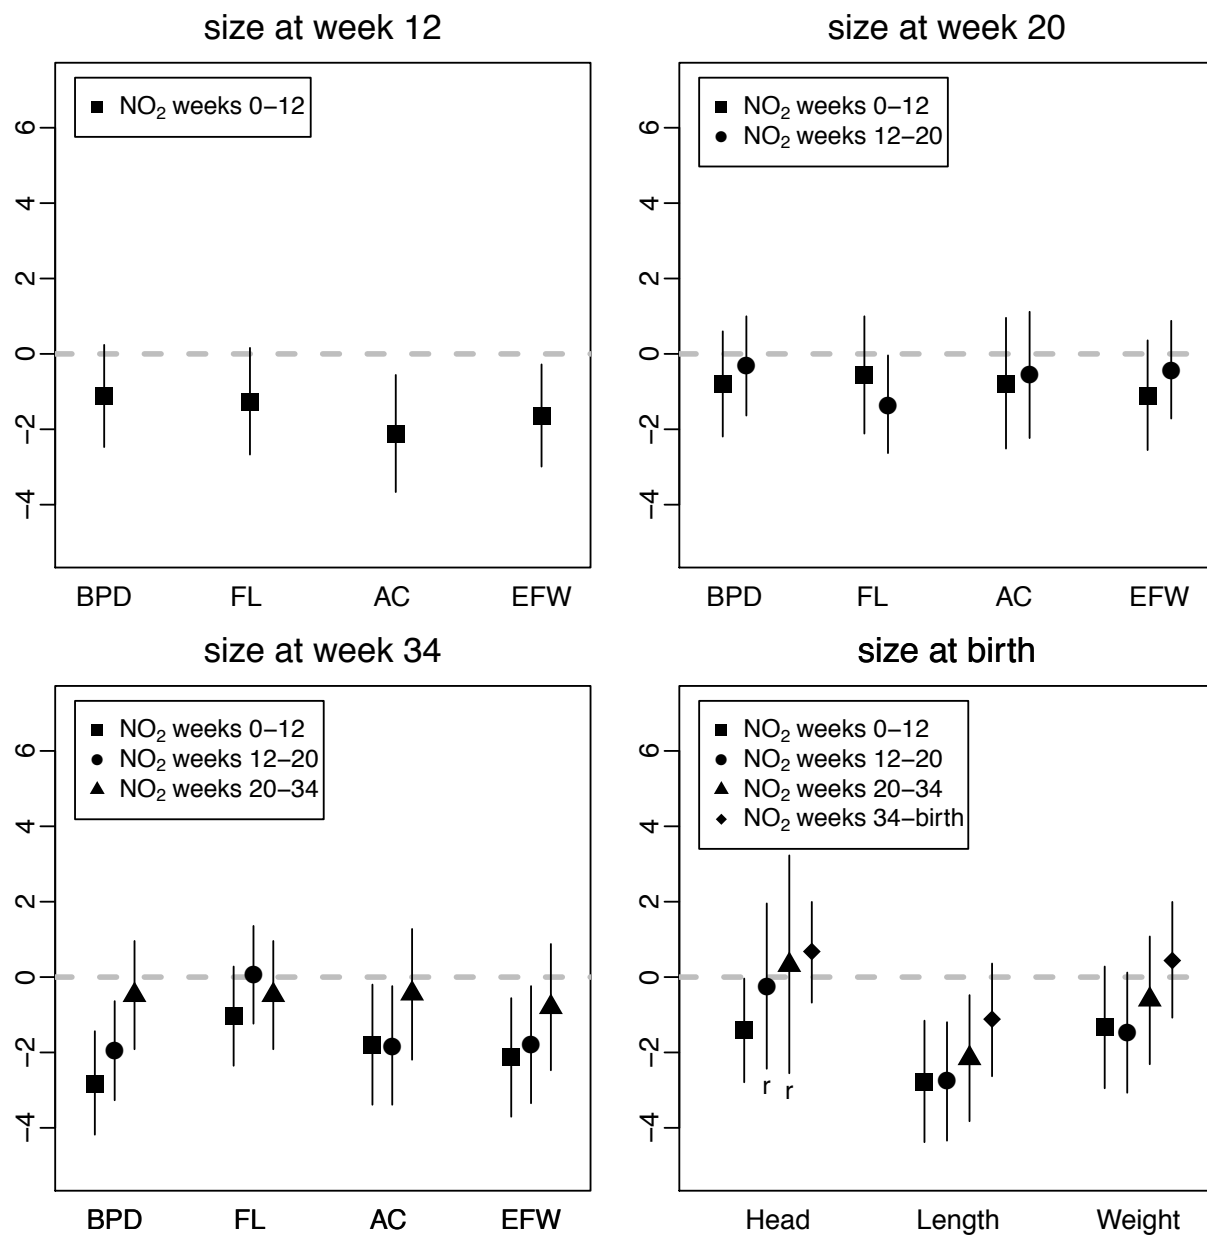 size at week 12
NO₂ weeks 0−12
6
4
2
0
−2
−4
BPD FL AC EFW
size at week 20
NO₂ weeks 0−12
NO₂ weeks 12−20
6
4
2
0
−2
−4
BPD FL AC EFW
size at week 34
NO₂ weeks 0−12
NO₂ weeks 12−20
NO₂ weeks 20−34
6
4
2
0
−2
−4
BPD FL AC EFW
size at birth
NO₂ weeks 0−12
NO₂ weeks 12−20
NO₂ weeks 20−34
NO₂ weeks 34−birth
6
4
2
0
−2
−4
r r
Head Length Weight